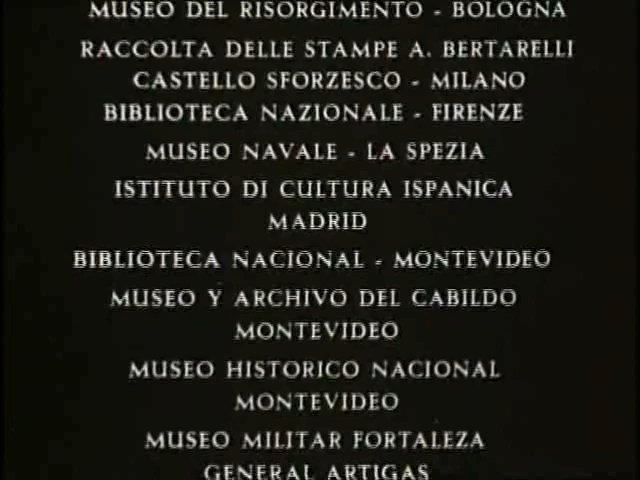 MUSEO DEL RISORGIMENTO - BOLOGNA
RACCOLTA DELLE STAMPE A. BERTARELLI
CASTELLO SFORZESCO - MILANO
BIBLIOTECA NAZIONALE - FIRENZE
MUSEO NAVALE - LA SPEZIA
ISTITUTO DI CULTURA ISPANICA
MADRID
BIBLIOTECA NACIONAL - MONTEVIDEO
MUSEO Y ARCHIVO DEL CABILDO
MONTEVIDEO
MUSEO HISTORICO NACIONAL
MONTEVIDEO
MUSEO MILITAR FORTALEZA
GENERAL ARTIGAS